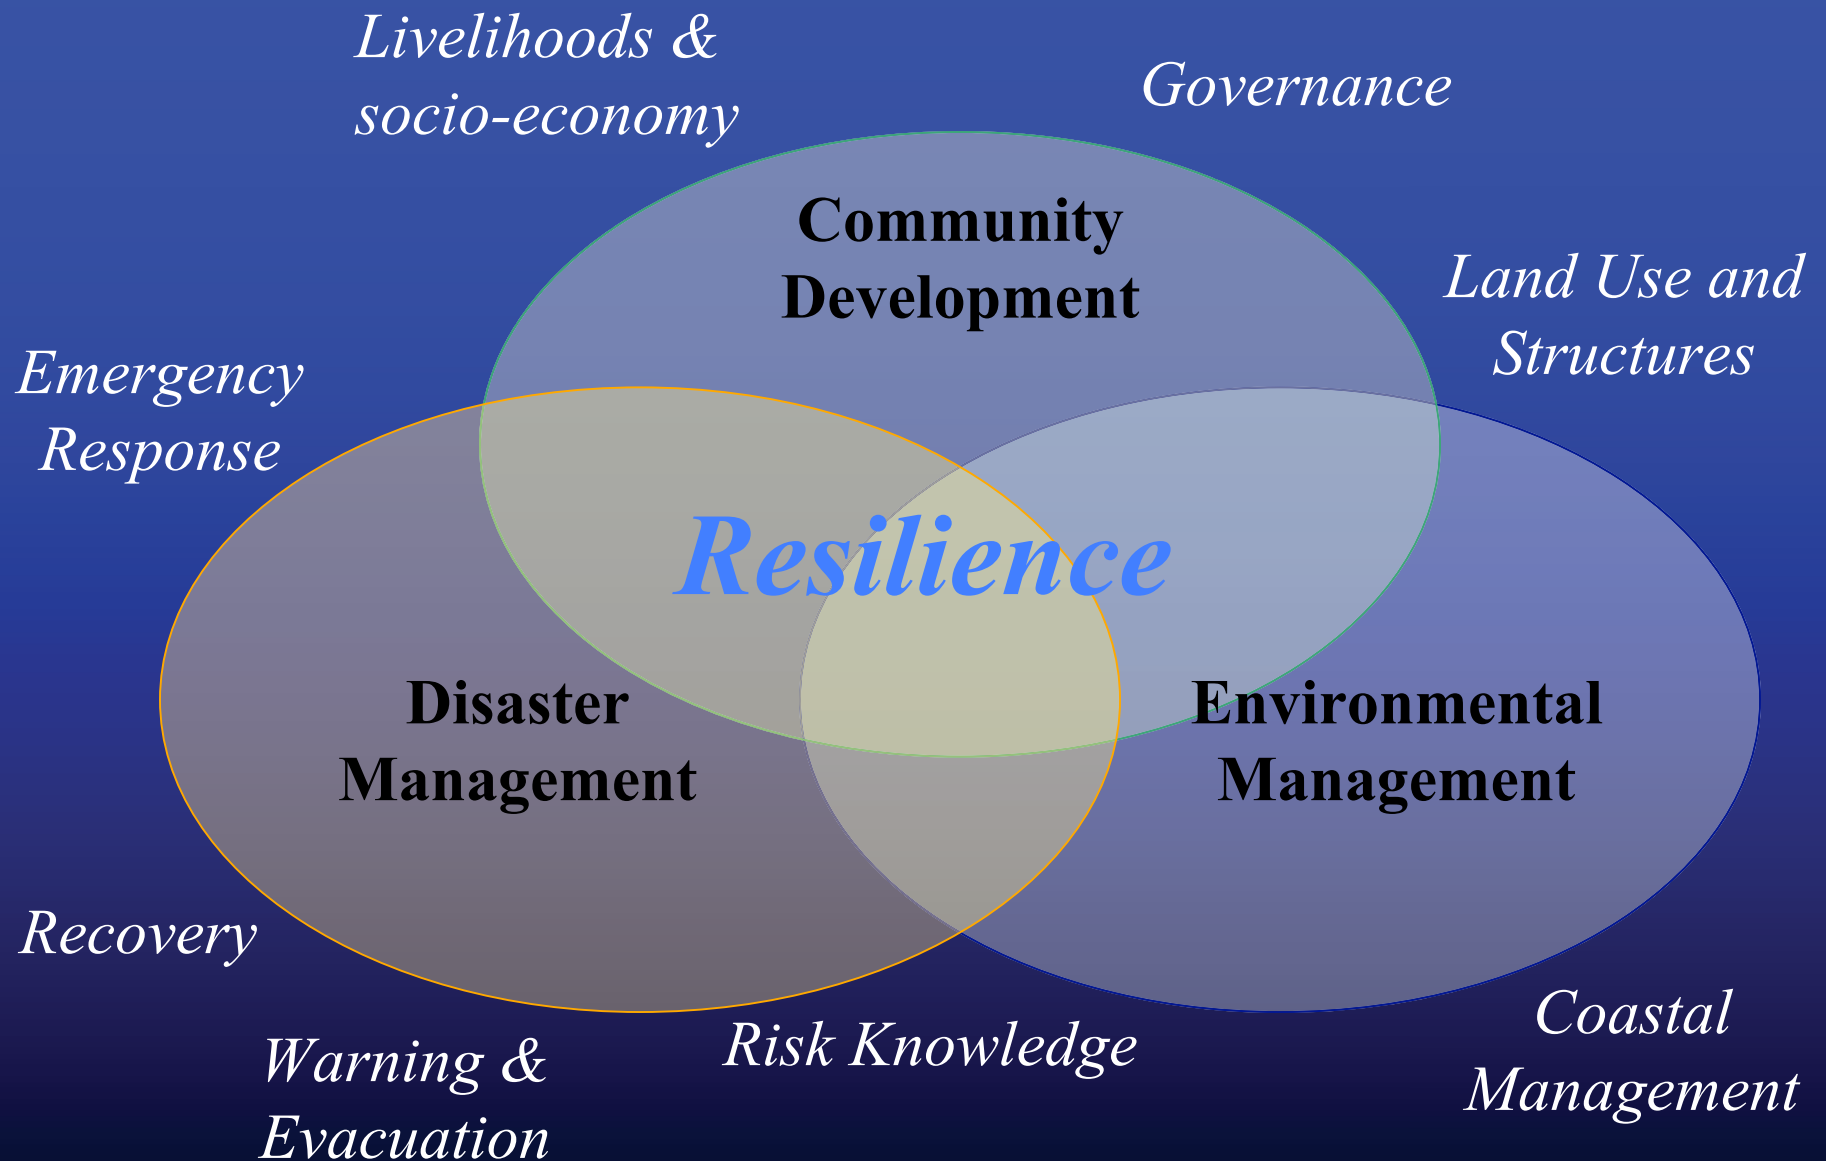 Livelihoods &
socio-economy
Governance
Community
Development
Land Use and
Structures
Emergency
Response
Resilience
Disaster
Management
Environmental
Management
Recovery
Warning &
Evacuation
Risk Knowledge
Coastal
Management